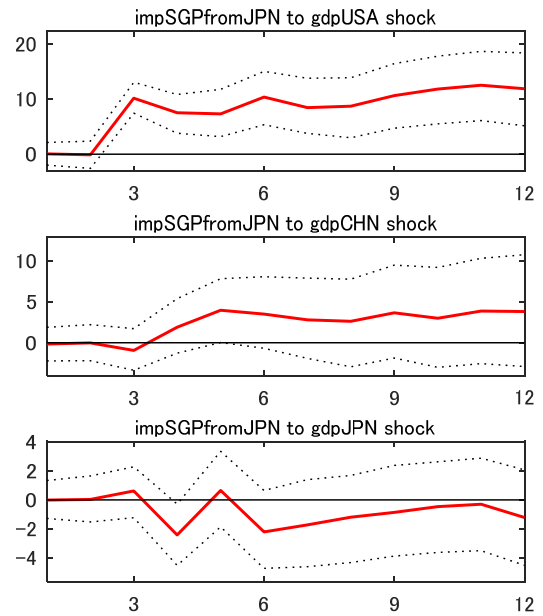 impSGPfromJPN to gdpUSA shock
20
10
0
3 6 9 12
impSGPfromJPN to gdpCHN shock
10
5
0
3 6 9 12
impSGPfromJPN to gdpJPN shock
4
2
0
-2
-4
3 6 9 12